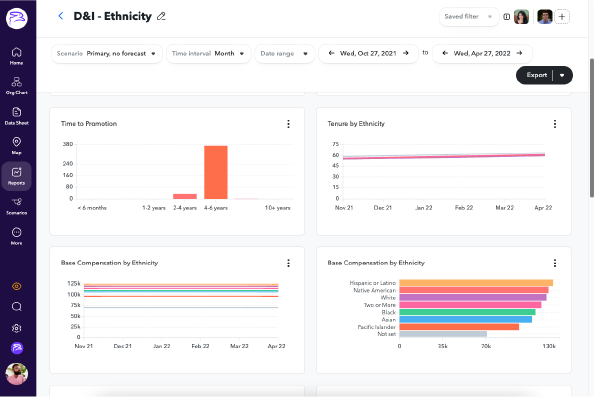 D&I - Ethnicity
Saved filter
Scenario Primary, no forecast
Time interval Month
Date range
Wed, Oct 27, 2021
to
Wed, Apr 27, 2022
Export
Home
Org-Chart
Data Sheet
Map
Reports
Scenarios
More
Time to Promotion
380
240
160
80
0
< 6 months 1-2 years 2-4 years 4-6 years 10+ years
Tenure by Ethnicity
75
60
45
30
15
0
Nov 21 Dec 21 Jan 22 Feb 22 Mar 22 Apr 22
Base Compensation by Ethnicity
125k
100k
75k
50k
25k
0
Nov 21 Dec 21 Jan 22 Feb 22 Mar 22 Apr 22
Base Compensation by Ethnicity
Hispanic or Latino
Native American
White
Two or More
Black
Asian
Pacific Islander
Not set
0 35k 70k 130k